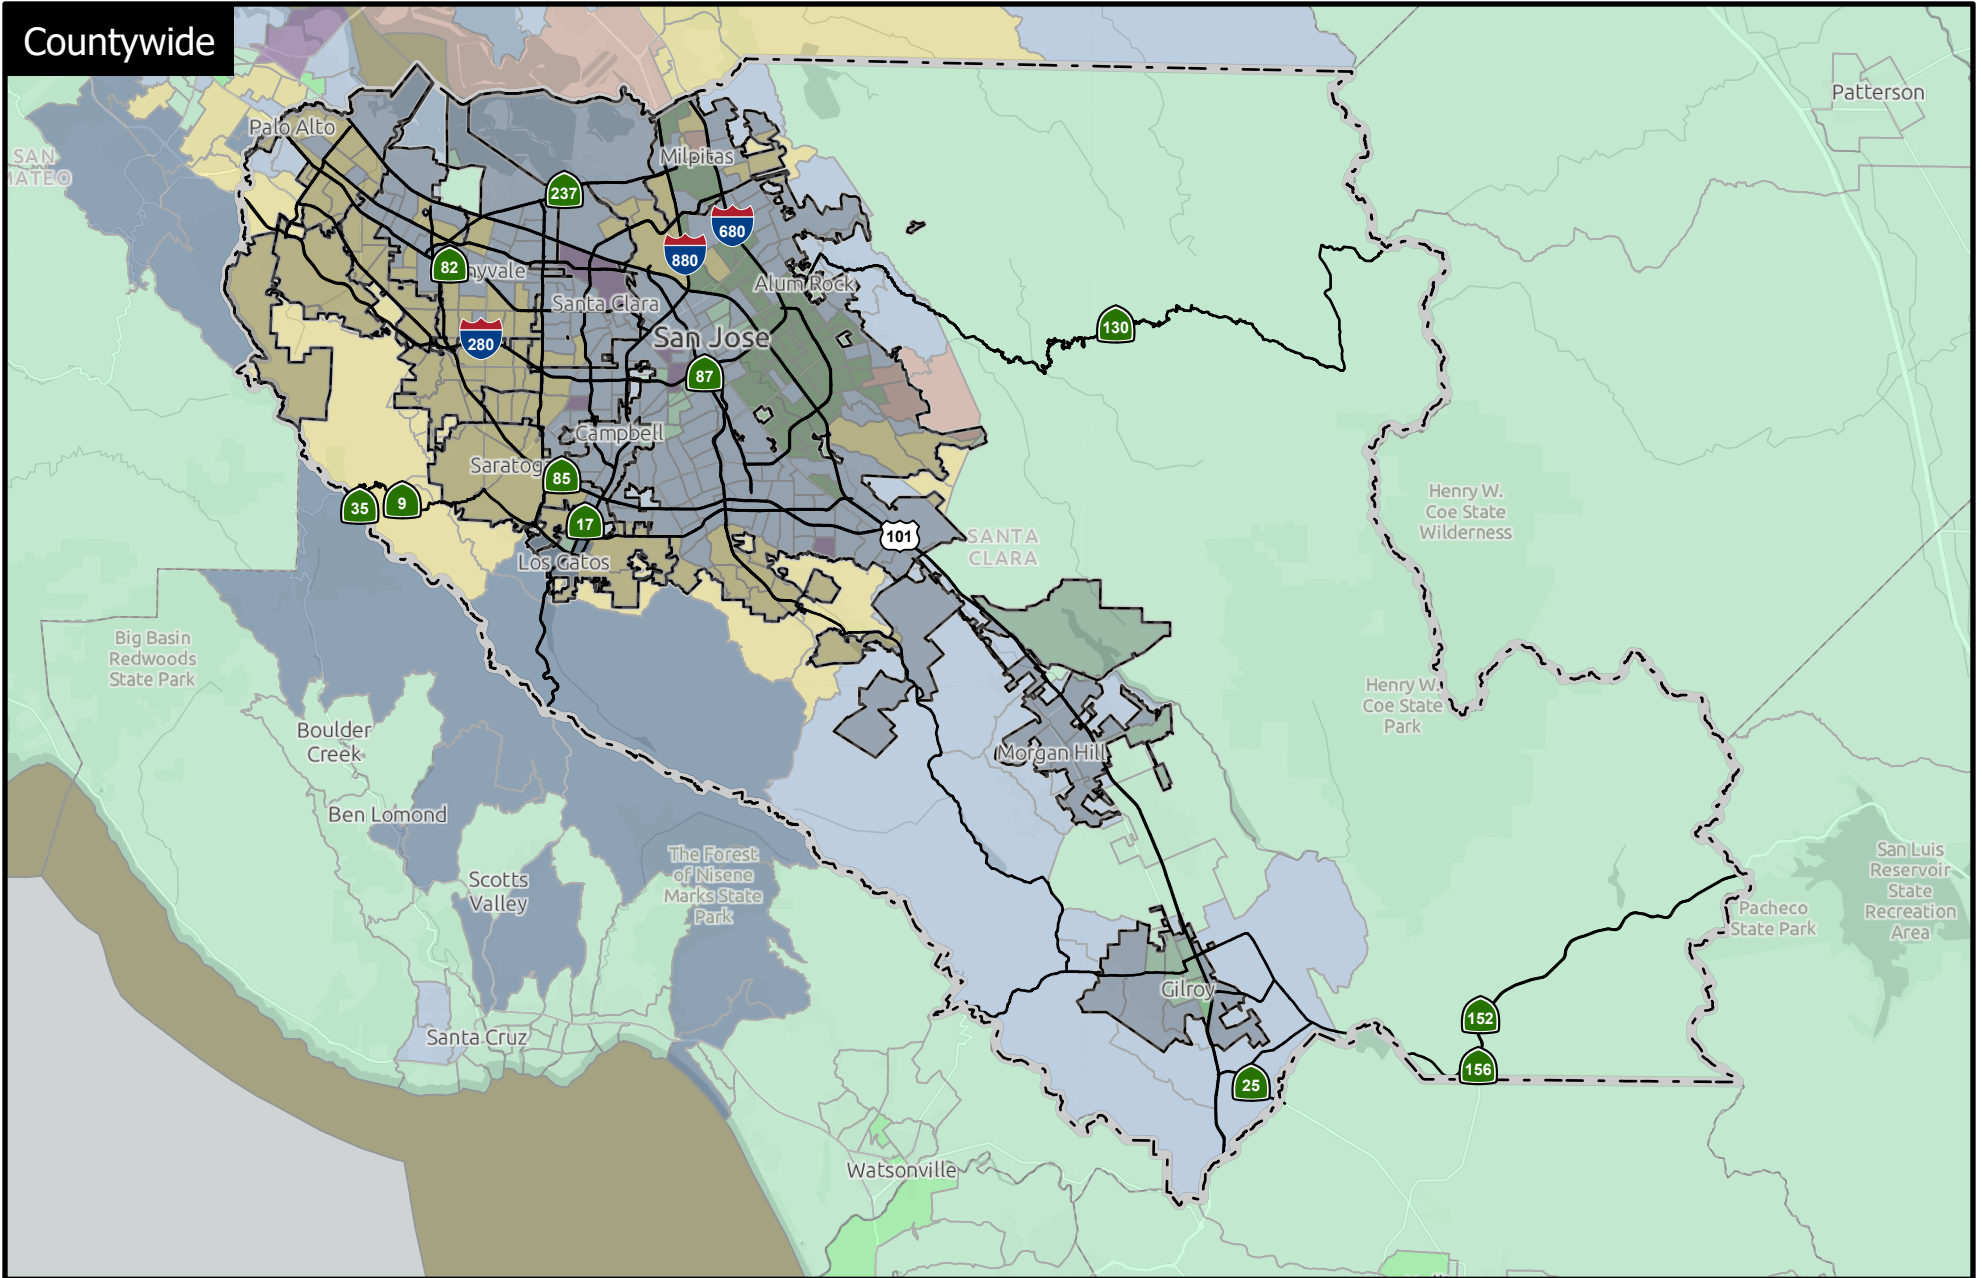 Countywide
Patterson
Palo Alto
SAN
MATEO
Milpitas
237
680
880
82
nyvale
Alum Rock
Santa Clara
130
San Jose
280
87
Campbell
Saratog
85
35
9
17
Henry W.
Coe State
Wilderness
101
SANTA
CLARA
Los Gatos
Big Basin
Redwoods
State Park
Henry W.
Coe State
Park
Boulder
Creek
Morgan Hill
Ben Lomond
The Forest
of Nisene
Marks State
Park
Scotts
Valley
San Luis
Reservoir
State
Recreation
Area
Pacheco
State Park
Gilroy
152
Santa Cruz
156
25
Watsonville